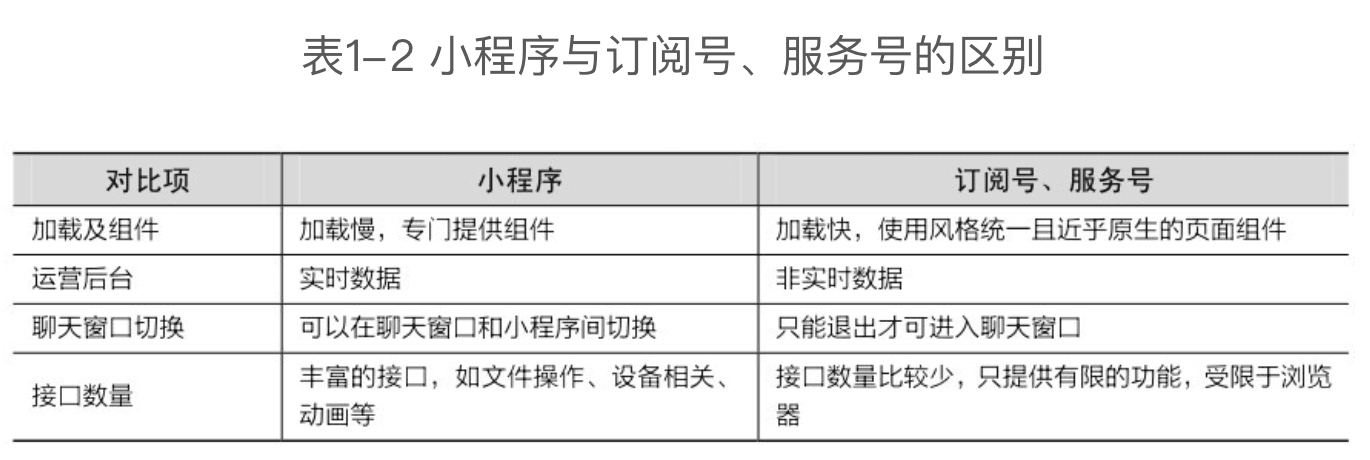 表1-2 小程序与订阅号、服务号的区别
对比项 小程序 订阅号、服务号
加载及组件 加载慢，专门提供组件 加载快，使用风格统一且近乎原生的页面组件
运营后台 实时数据 非实时数据
聊天窗口切换 可以在聊天窗口和小程序间切换 只能退出才可进入聊天窗口
接口数量 丰富的接口，如文件操作、设备相关、 接口数量比较少，只提供有限的功能，受限于浏览
动画等 器